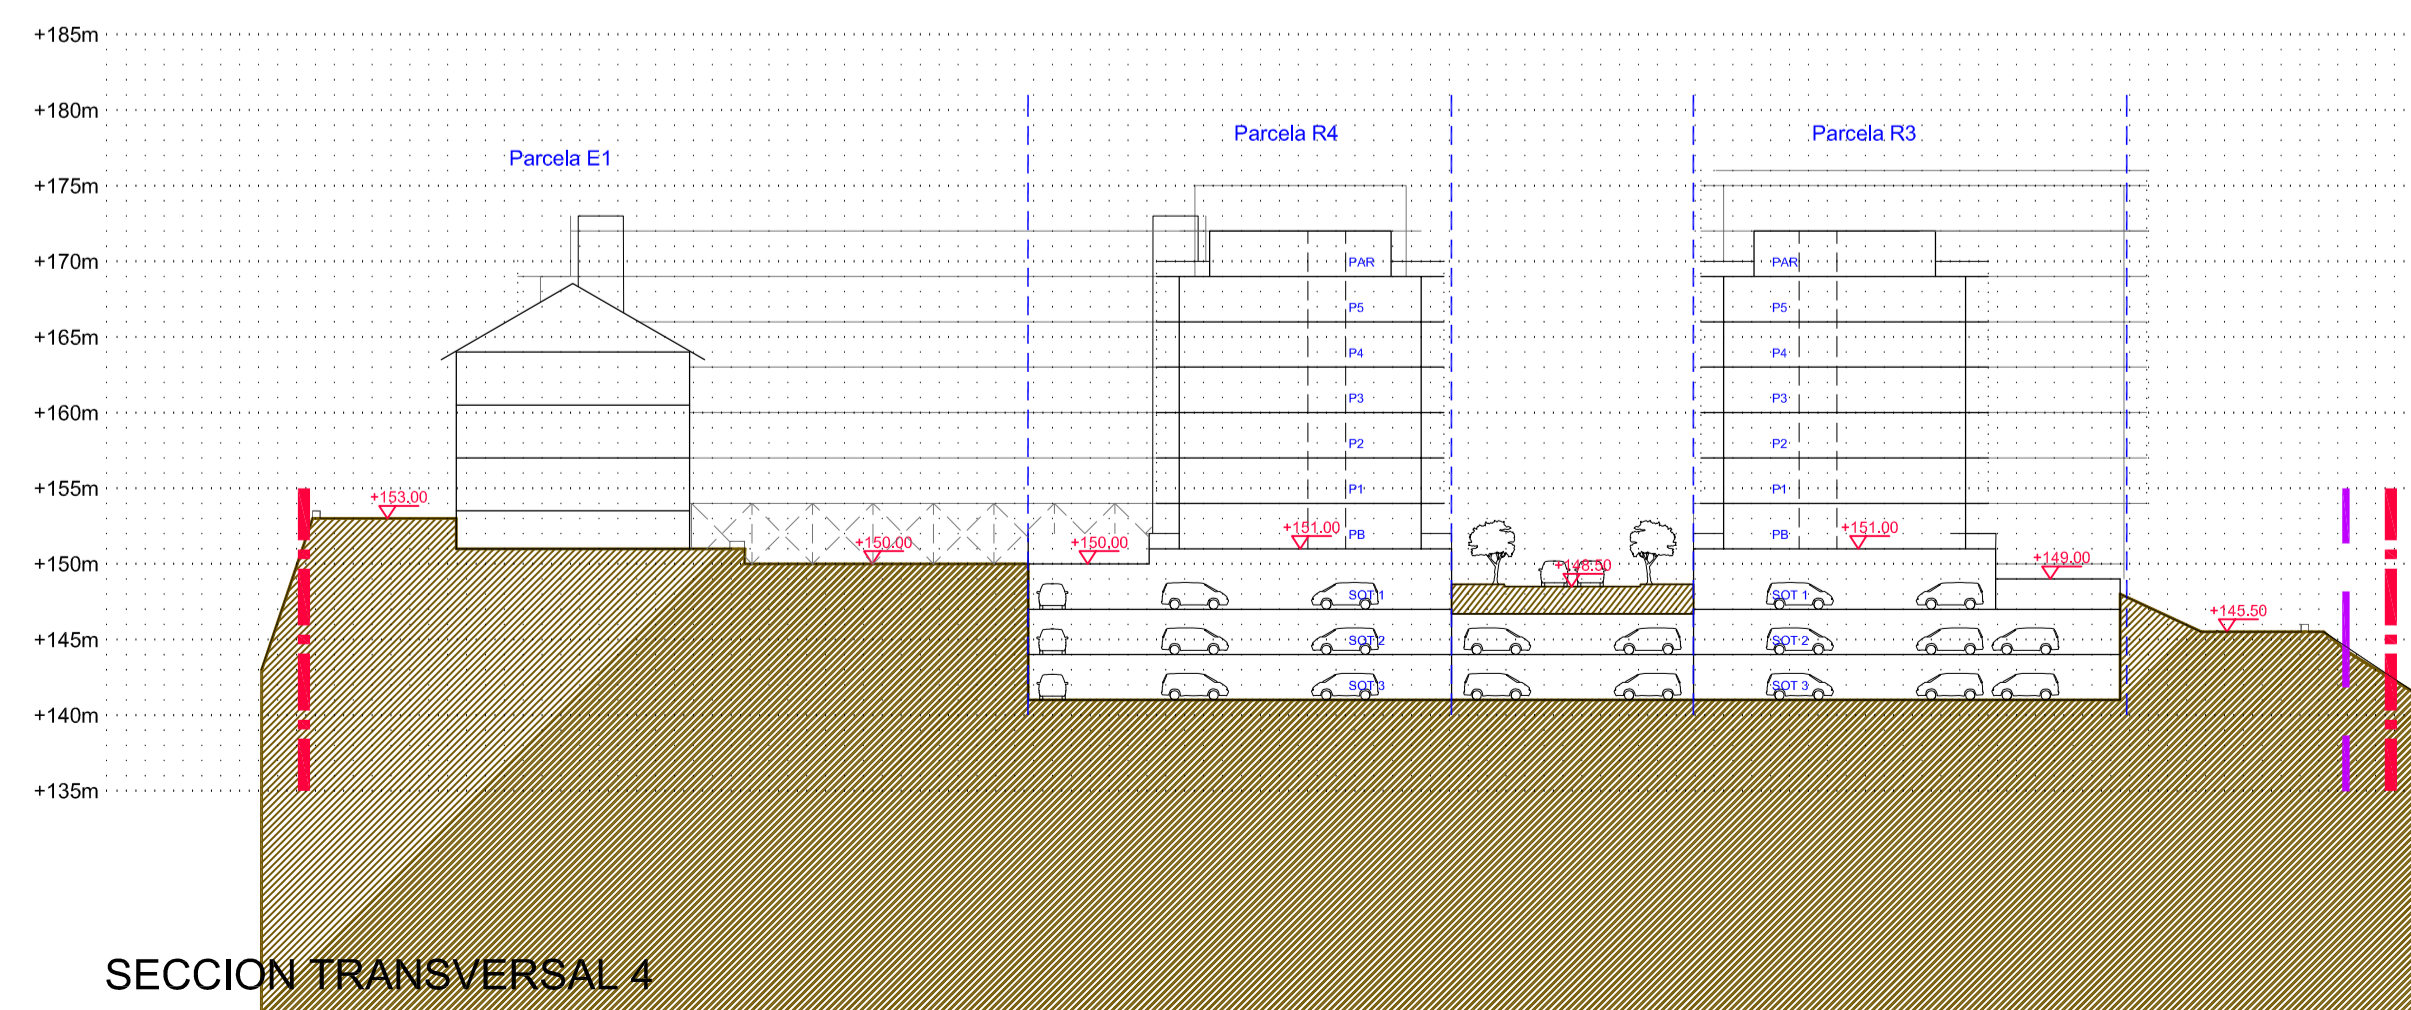 +185m
+180m
Parcela R4
Parcela R3
Parcela E1
+175m
+170m
PAR
PAR
P5
P5
+165m
P4
P4
+160m
P3
P3
P2
P2
+155m
+153.00
P1
P1
+151.00
+151.00
PB
PB
+150.00
+150.00
+150m
+148.50
+149.00
SOT 1
SOT 1
+145.50
+145m
SOT 2
SOT 2
SOT 3
SOT 3
+140m
+135m
SECCION TRANSVERSAL 4